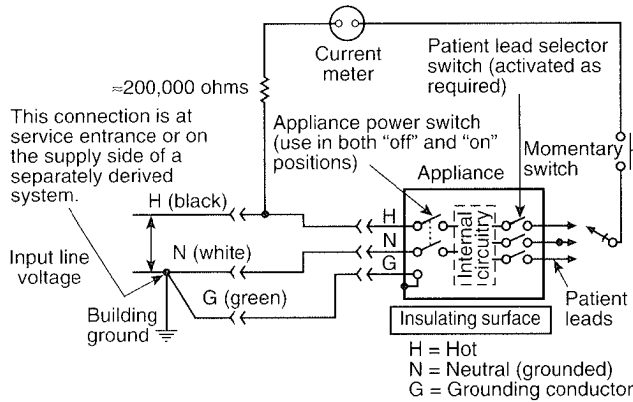 Current
meter
Patient lead selector
switch (activated as
required)
≈200,000 ohms
This connection is at
service entrance or on
the supply side of a
separately derived
system.
Appliance power switch
(use in both "off" and "on"
positions)
Momentary
switch
Appliance
H (black)
H
Input line
voltage
N (white)
N
G
Internal
circuitry
G (green)
Building
ground
Patient
leads
Insulating surface
H = Hot
N = Neutral (grounded)
G = Grounding conductor